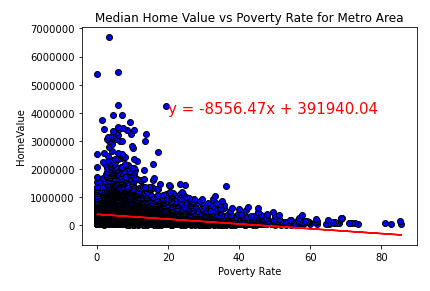 Median Home Value vs Poverty Rate for Metro Area
7000000
6000000
5000000
4000000
3000000
2000000
1000000
0
HomeValue
y = -8556.47x + 391940.04
0 20 40 60 80
Poverty Rate